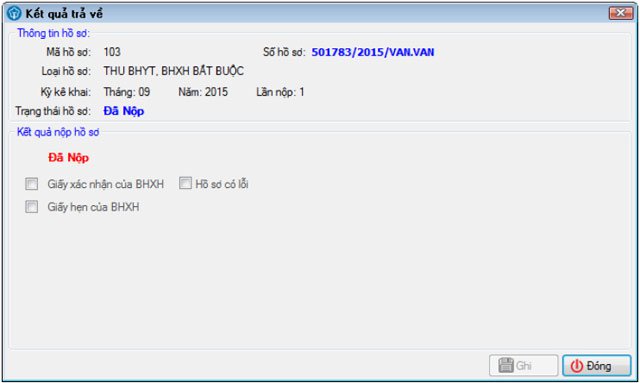 Kết quả trả về
Thông tin hồ sơ:
Mã hồ sơ: 103 Số hồ sơ: 501783/2015/VAN.VAN
Loại hồ sơ: THU BHYT, BHXH BẮT BUỘC
Kỳ kê khai: Tháng: 09 Năm: 2015 Lần nộp: 1
Trạng thái hồ sơ: Đã Nộp
Kết quả nộp hồ sơ
Đã Nộp
Giấy xác nhận của BHXH Hồ sơ có lỗi
Giấy hẹn của BHXH
Ghi Đóng